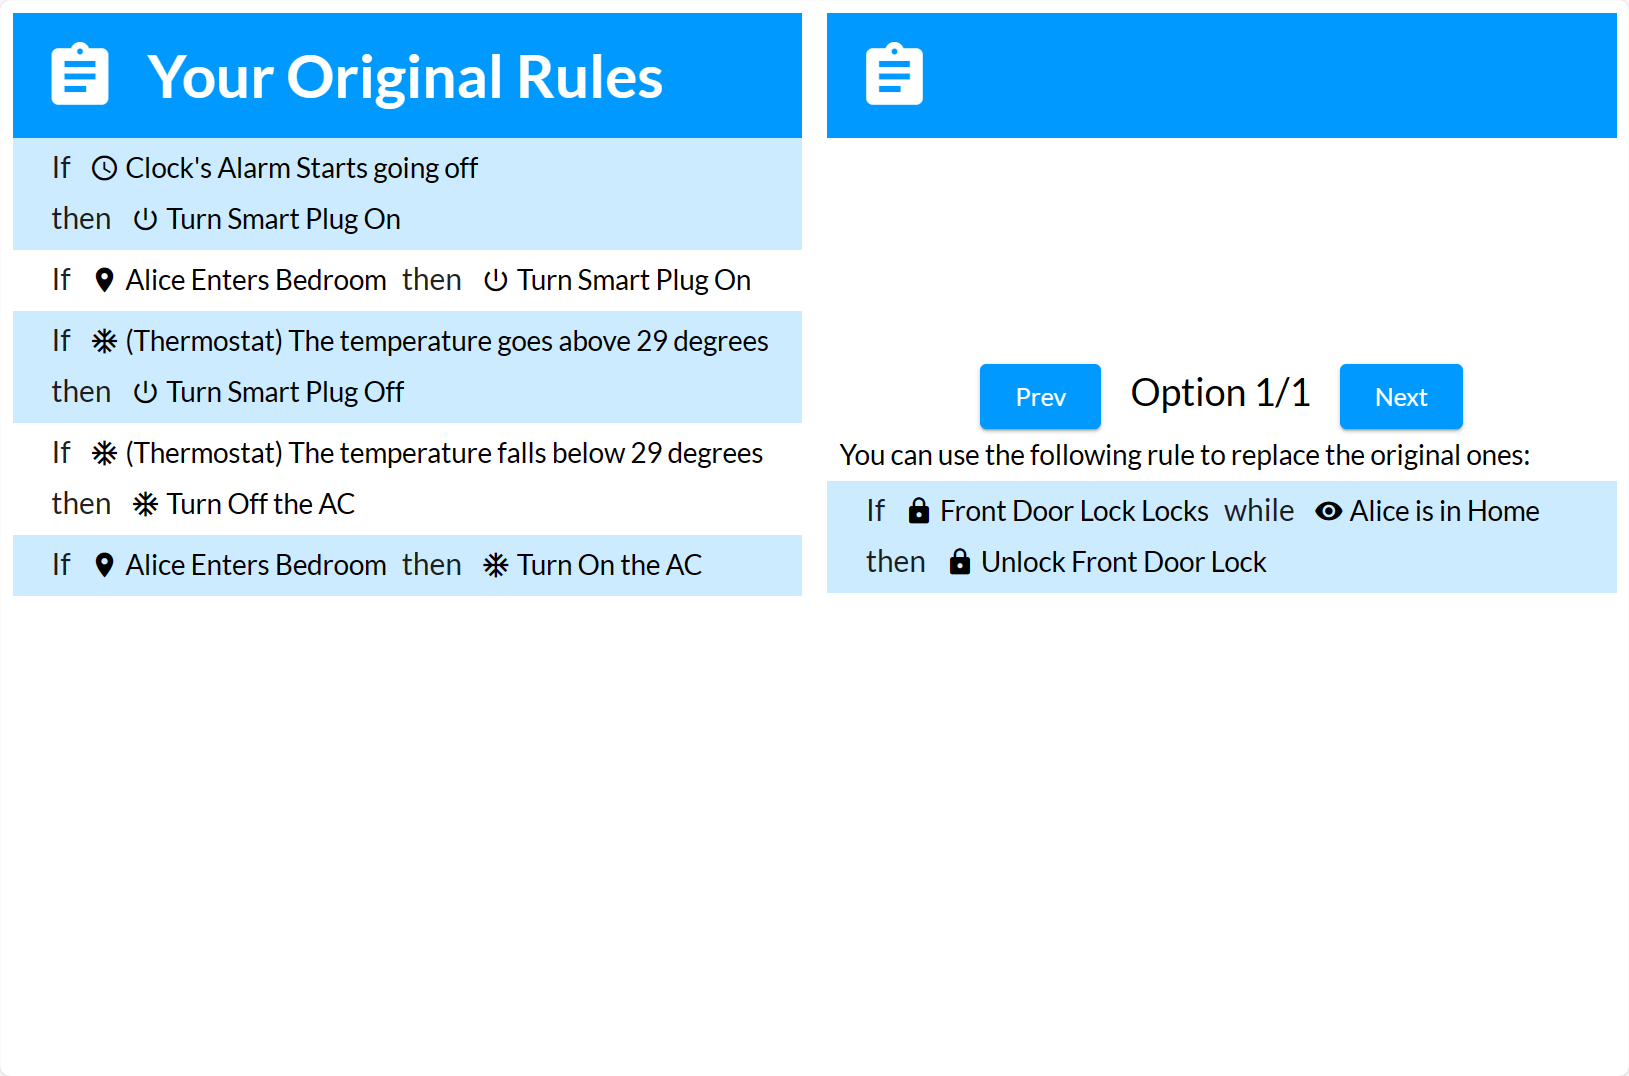 Your Original Rules
If Clock's Alarm Starts going off
then Turn Smart Plug On
If Alice Enters Bedroom then Turn Smart Plug On
If (Thermostat) The temperature goes above 29 degrees
then Turn Smart Plug Off
If (Thermostat) The temperature falls below 29 degrees
then Turn Off the AC
If Alice Enters Bedroom then Turn On the AC
Prev Option 1/1 Next
You can use the following rule to replace the original ones:
If Front Door Lock Locks while Alice is in Home
then Unlock Front Door Lock